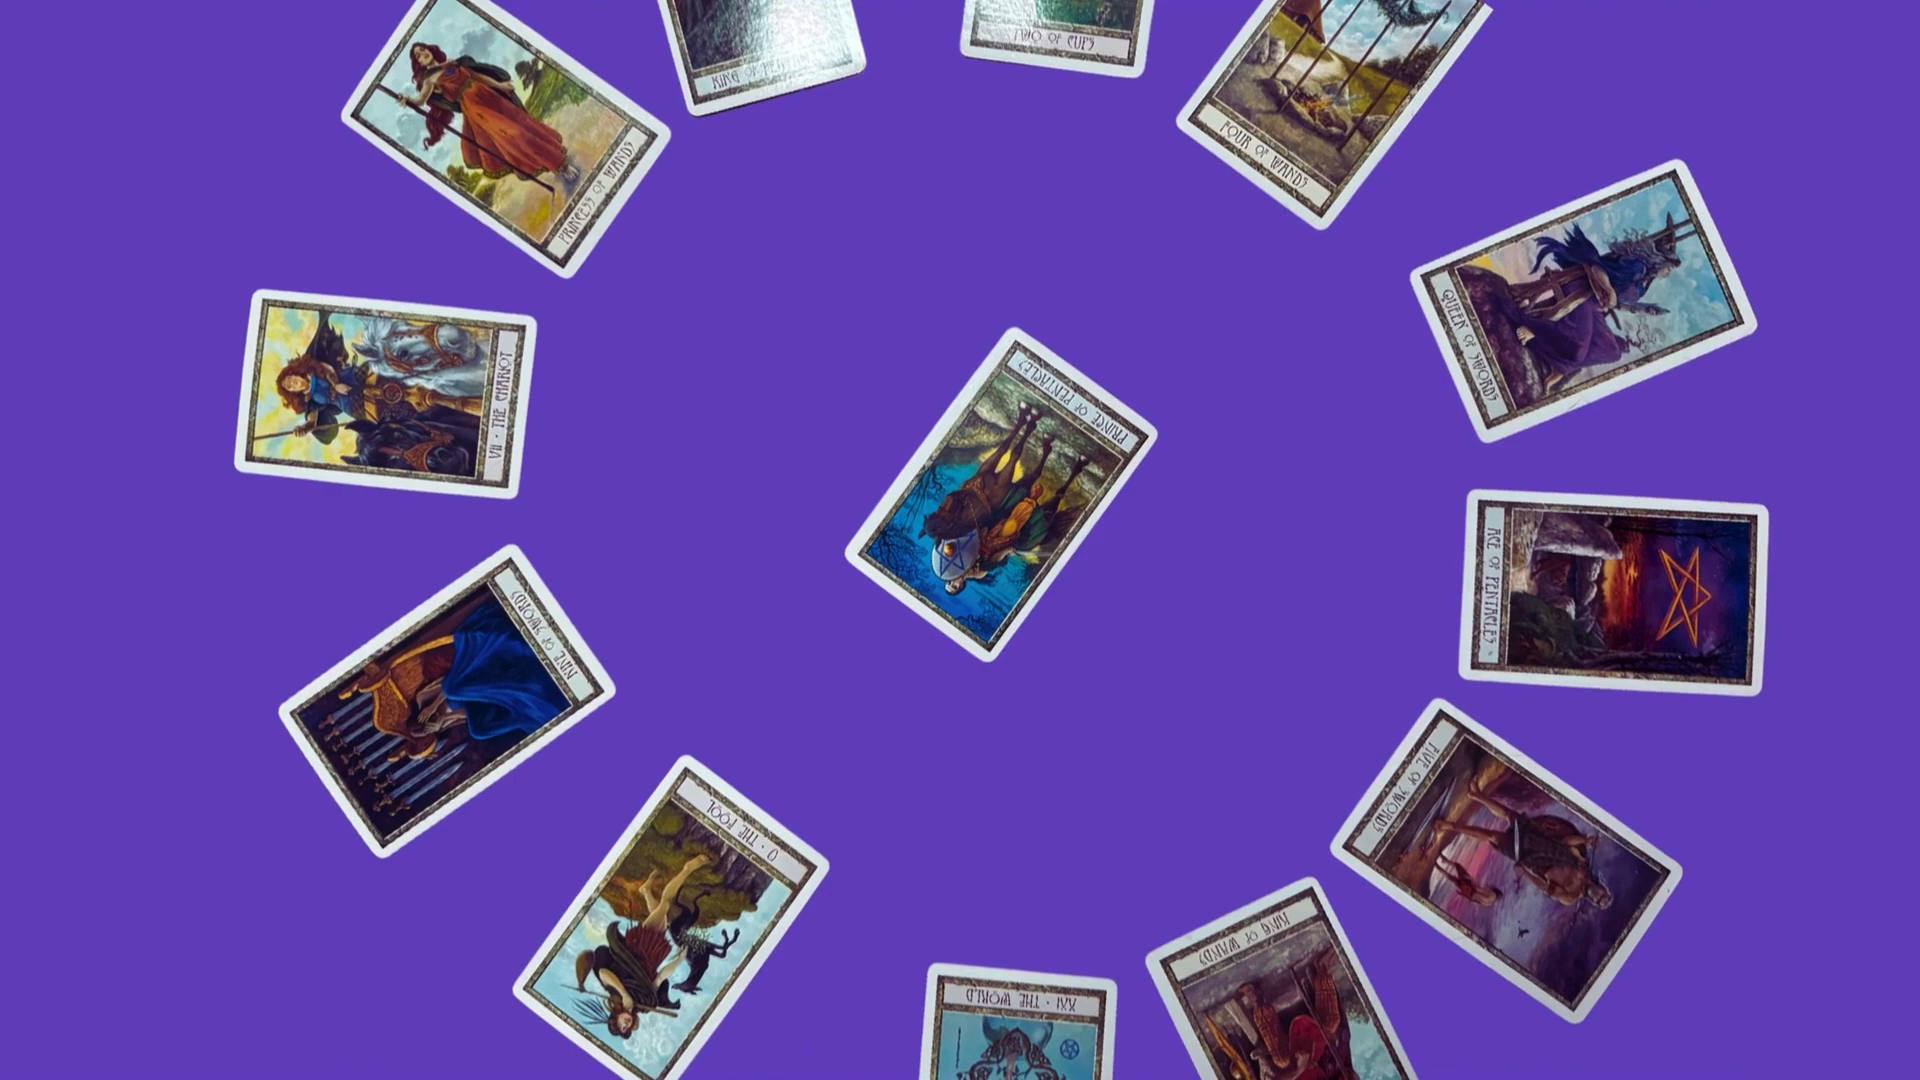 PRINCESS OF WANDS
KING OF
TWO OF CUPS
FOUR OF WANDS
QUEEN OF SWORDS
VII · THE CHARIOT
PRINCE OF PENTACLES
ACE OF PENTACLES
NINE OF SWORDS
FIVE OF SWORDS
0 · THE FOOL
KING OF WANDS
XXI · THE WORLD